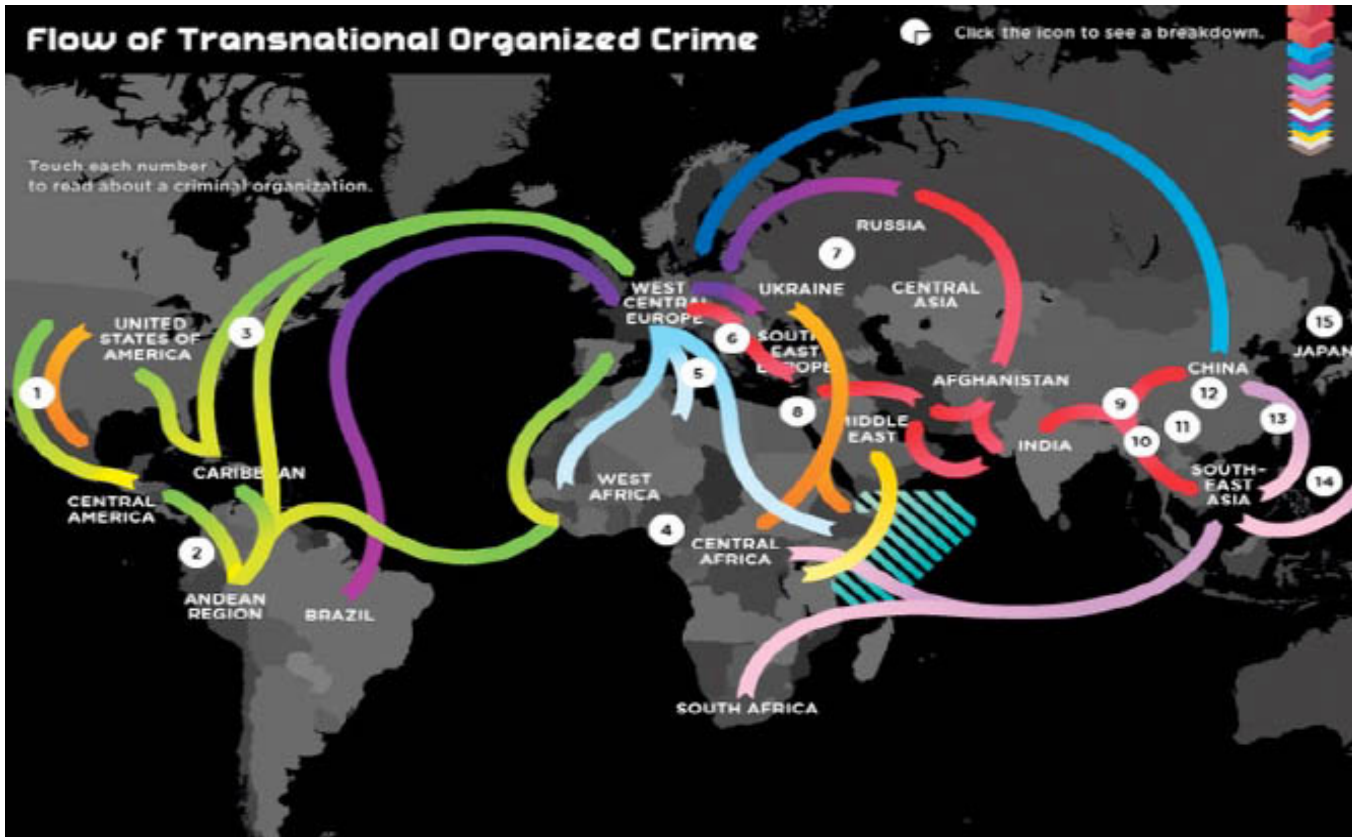 Flow of Transnational Organized Crime
Click the icon to see a breakdown.
Touch each number
to read about a criminal organization.
RUSSIA
7
WEST
CENTRAL
EUROPE
UKRAINE
CENTRAL
ASIA
UNITED
STATES OF
AMERICA
3
6
SOUTH
EAST
EUROPE
15
JAPAN
1
5
8
AFGHANISTAN
CHINA
12
9
MIDDLE
EAST
11
13
10
INDIA
CARIBBEAN
WEST
AFRICA
SOUTH-
EAST
ASIA
14
CENTRAL
AMERICA
2
4
CENTRAL
AFRICA
ANDEAN
REGION
BRAZIL
SOUTH AFRICA